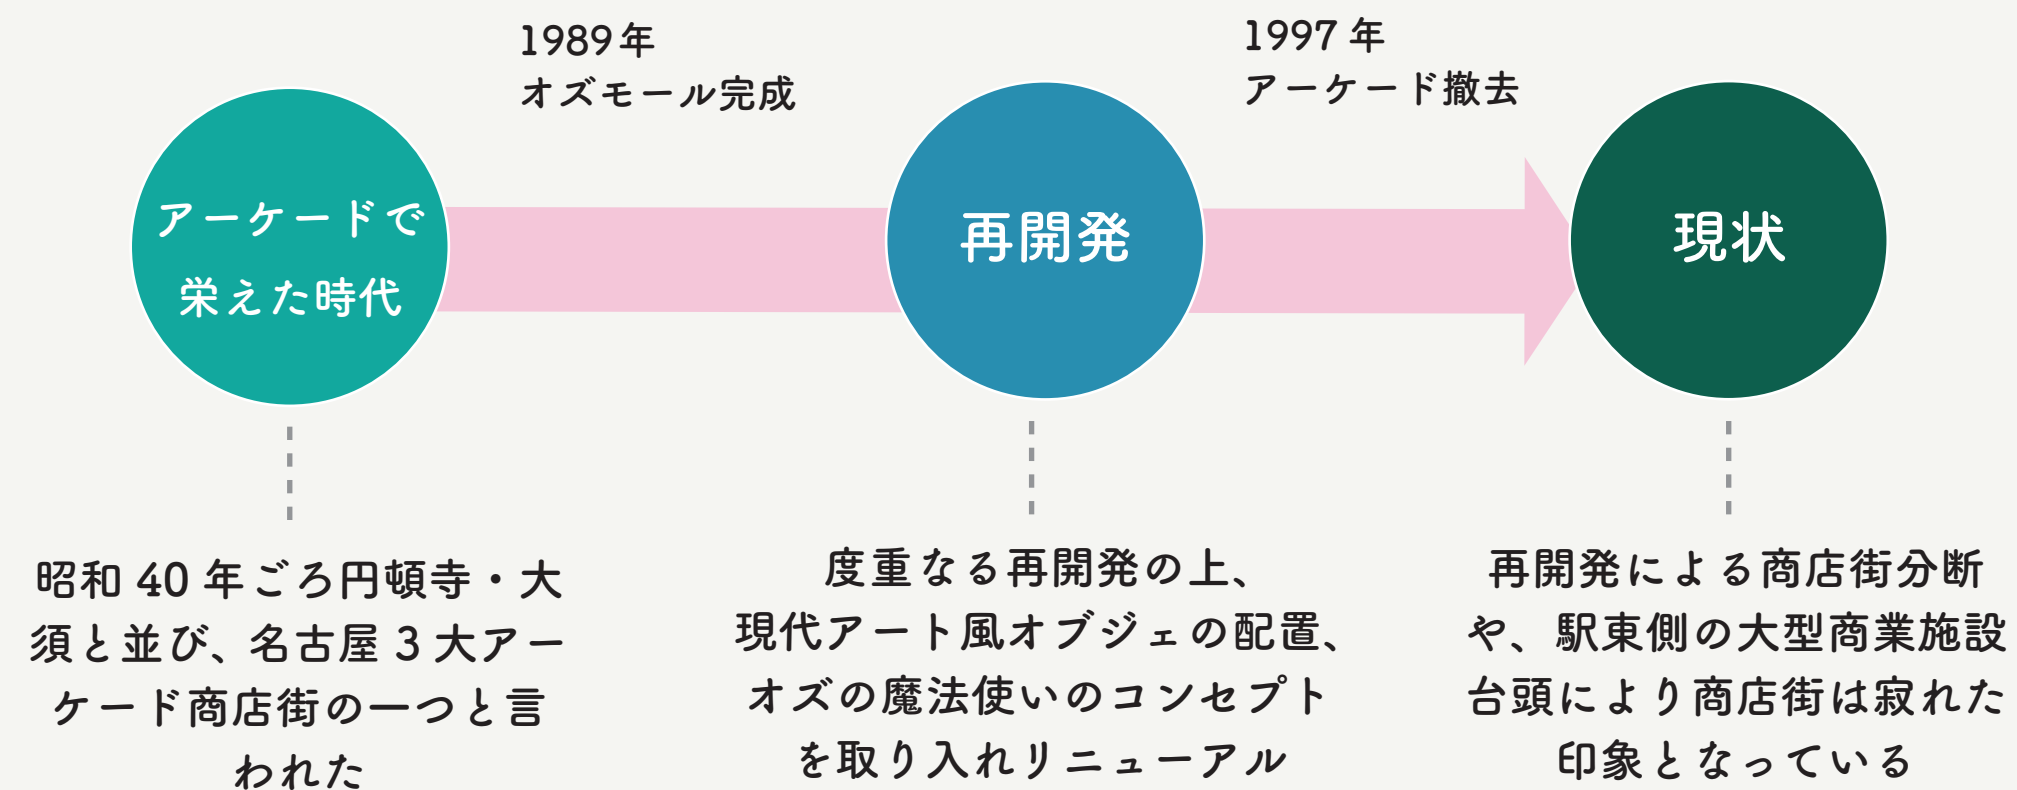 1989年
オズモール完成
1997年
アーケード撤去
アーケードで
栄えた時代
再開発
現状
昭和40年ごろ円頓寺・大
須と並び、名古屋3大アー
ケード商店街の一つと言
われた
度重なる再開発の上、
現代アート風オブジェの配置、
オズの魔法使いのコンセプト
を取り入れリニューアル
再開発による商店街分断
や、駅東側の大型商業施設
台頭により商店街は寂れた
印象となっている